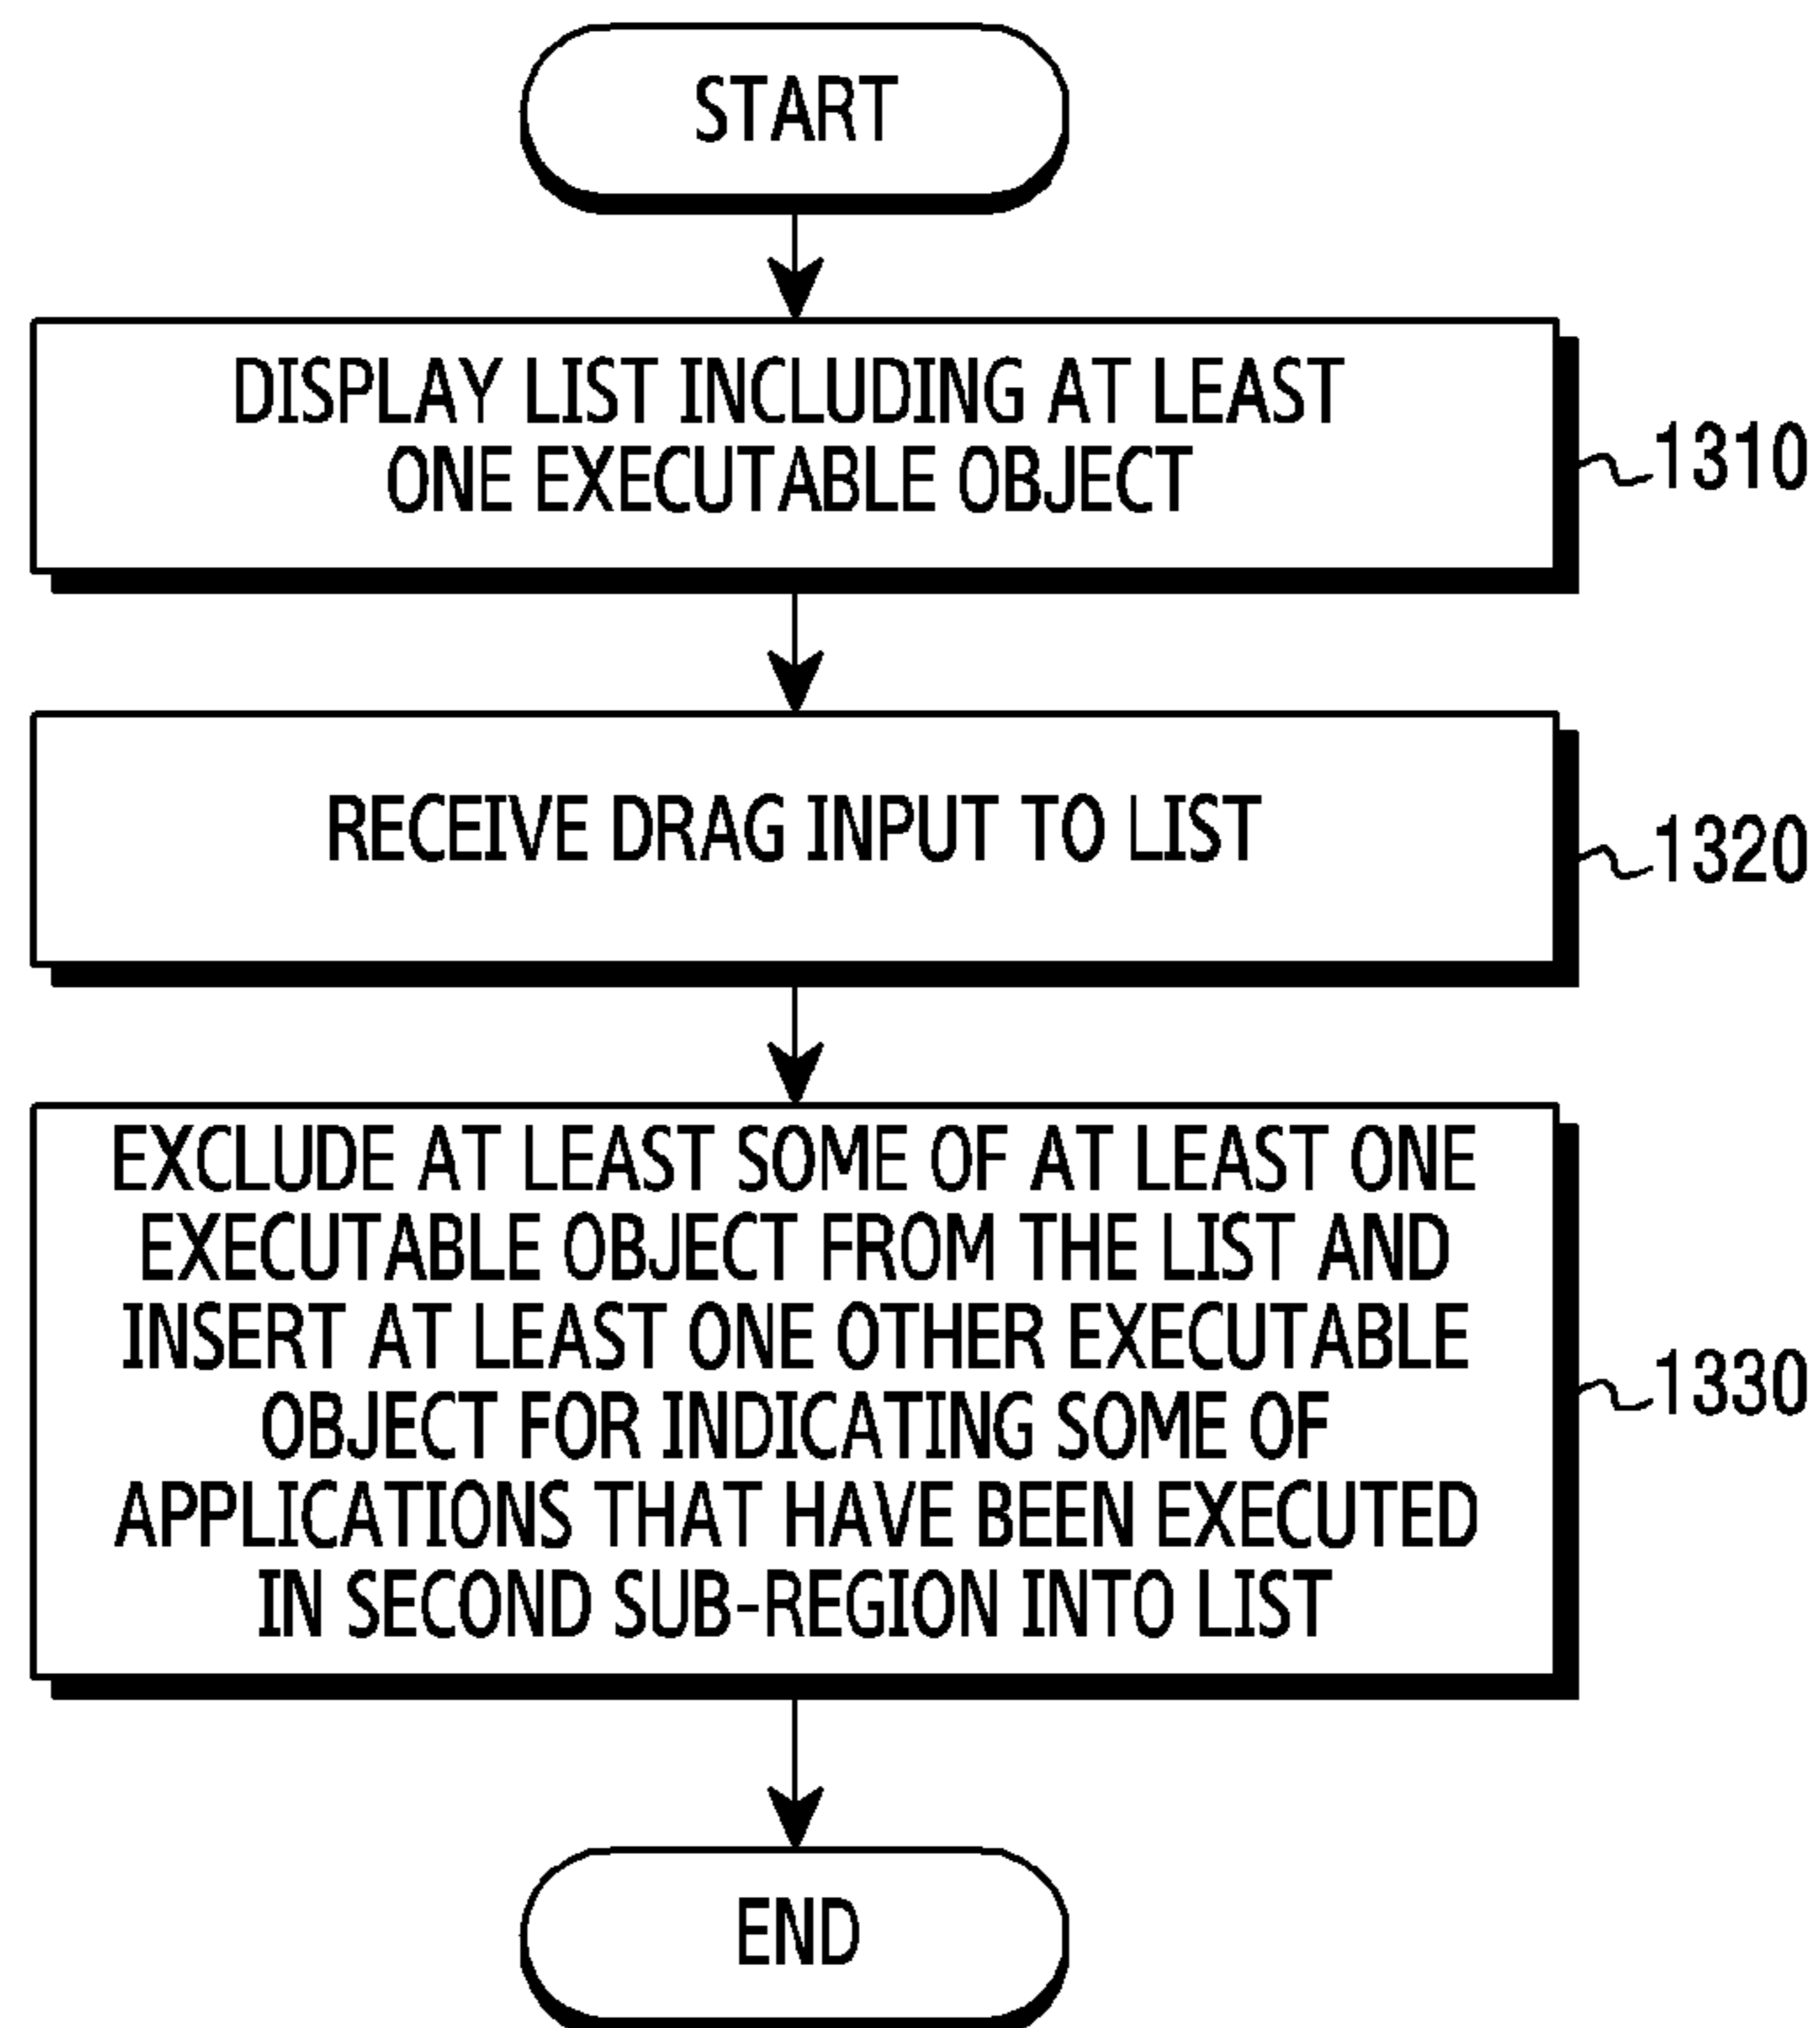 START
DISPLAY LIST INCLUDING AT LEAST
ONE EXECUTABLE OBJECT
1310
RECEIVE DRAG INPUT TO LIST
1320
EXCLUDE AT LEAST SOME OF AT LEAST ONE
EXECUTABLE OBJECT FROM THE LIST AND
INSERT AT LEAST ONE OTHER EXECUTABLE
OBJECT FOR INDICATING SOME OF
APPLICATIONS THAT HAVE BEEN EXECUTED
IN SECOND SUB-REGION INTO LIST
1330
END